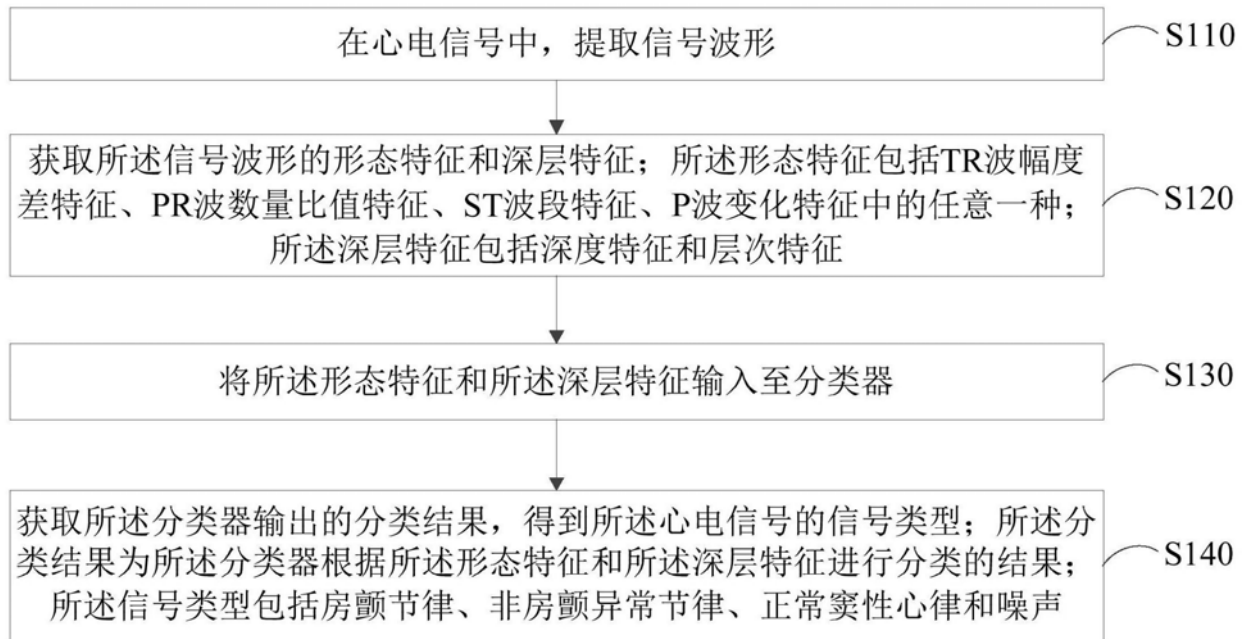 在心电信号中，提取信号波形
S110
获取所述信号波形的形态特征和深层特征；所述形态特征包括TR波幅度
差特征、PR波数量比值特征、ST波段特征、P波变化特征中的任意一种；
所述深层特征包括深度特征和层次特征
S120
将所述形态特征和所述深层特征输入至分类器
S130
获取所述分类器输出的分类结果，得到所述心电信号的信号类型；所述分
类结果为所述分类器根据所述形态特征和所述深层特征进行分类的结果；
所述信号类型包括房颤节律、非房颤异常节律、正常窦性心律和噪声
S140